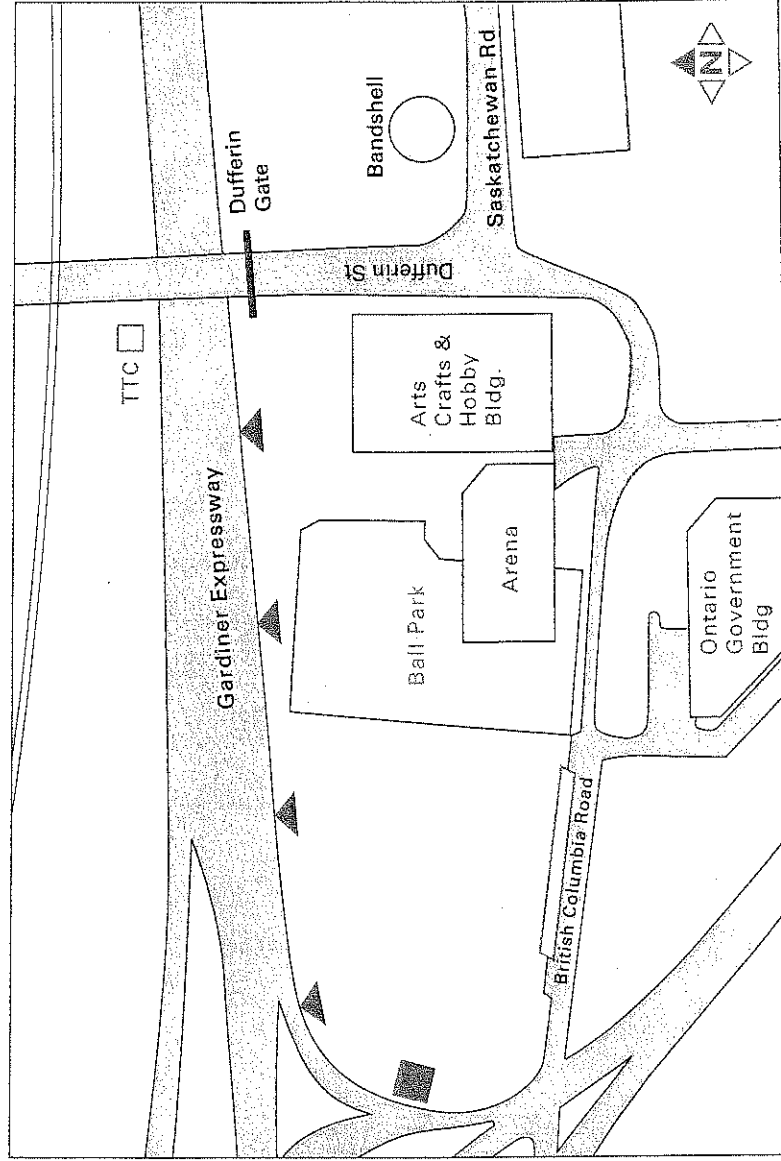 TTC
Gardiner Expressway
Dufferin
Gate
Dufferin St
Bandshell
Saskatchewan Rd
Arts
Crafts &
Hobby
Bldg.
Ball Park
Arena
British Columbia Road
Ontario
Government
Bldg
N